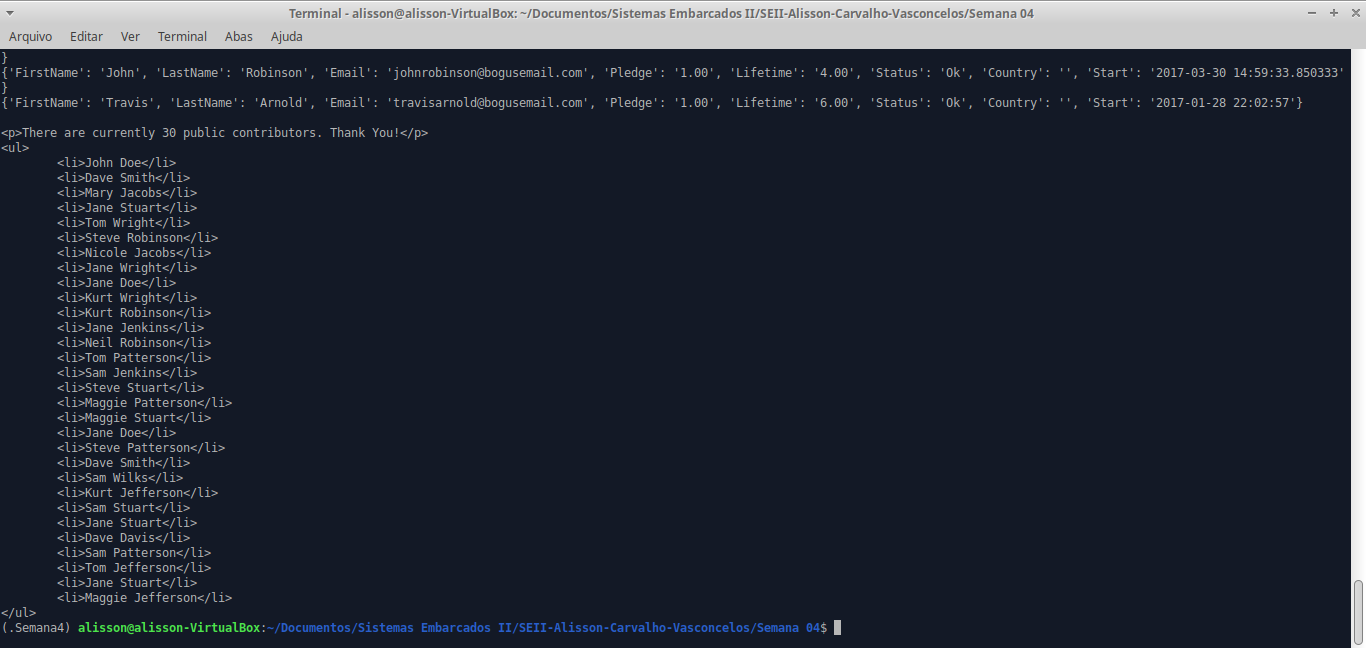 Terminal - alisson@alisson-VirtualBox: ~/Documentos/Sistemas Embarcados II/SEII-Alisson-Carvalho-Vasconcelos/Semana 04
Arquivo Editar Ver Terminal Abas Ajuda
}
{'FirstName': 'John', 'LastName': 'Robinson', 'Email': 'johnrobinson@bogusemail.com', 'Pledge': '1.00', 'Lifetime': '4.00', 'Status': 'Ok', 'Country': '', 'Start': '2017-03-30 14:59:33.850333'
}
{'FirstName': 'Travis', 'LastName': 'Arnold', 'Email': 'travisarnold@bogusemail.com', 'Pledge': '1.00', 'Lifetime': '6.00', 'Status': 'Ok', 'Country': '', 'Start': '2017-01-28 22:02:57'}
<p>There are currently 30 public contributors. Thank You!</p>
<ul>
<li>John Doe</li>
<li>Dave Smith</li>
<li>Mary Jacobs</li>
<li>Jane Stuart</li>
<li>Tom Wright</li>
<li>Steve Robinson</li>
<li>Nicole Jacobs</li>
<li>Jane Wright</li>
<li>Jane Doe</li>
<li>Kurt Wright</li>
<li>Kurt Robinson</li>
<li>Jane Jenkins</li>
<li>Neil Robinson</li>
<li>Tom Patterson</li>
<li>Sam Jenkins</li>
<li>Steve Stuart</li>
<li>Maggie Patterson</li>
<li>Maggie Stuart</li>
<li>Jane Doe</li>
<li>Steve Patterson</li>
<li>Dave Smith</li>
<li>Sam Wilks</li>
<li>Kurt Jefferson</li>
<li>Sam Stuart</li>
<li>Jane Stuart</li>
<li>Dave Davis</li>
<li>Sam Patterson</li>
<li>Tom Jefferson</li>
<li>Jane Stuart</li>
<li>Maggie Jefferson</li>
</ul>
(.Semana4) alisson@alisson-VirtualBox:~/Documentos/Sistemas Embarcados II/SEII-Alisson-Carvalho-Vasconcelos/Semana 04$